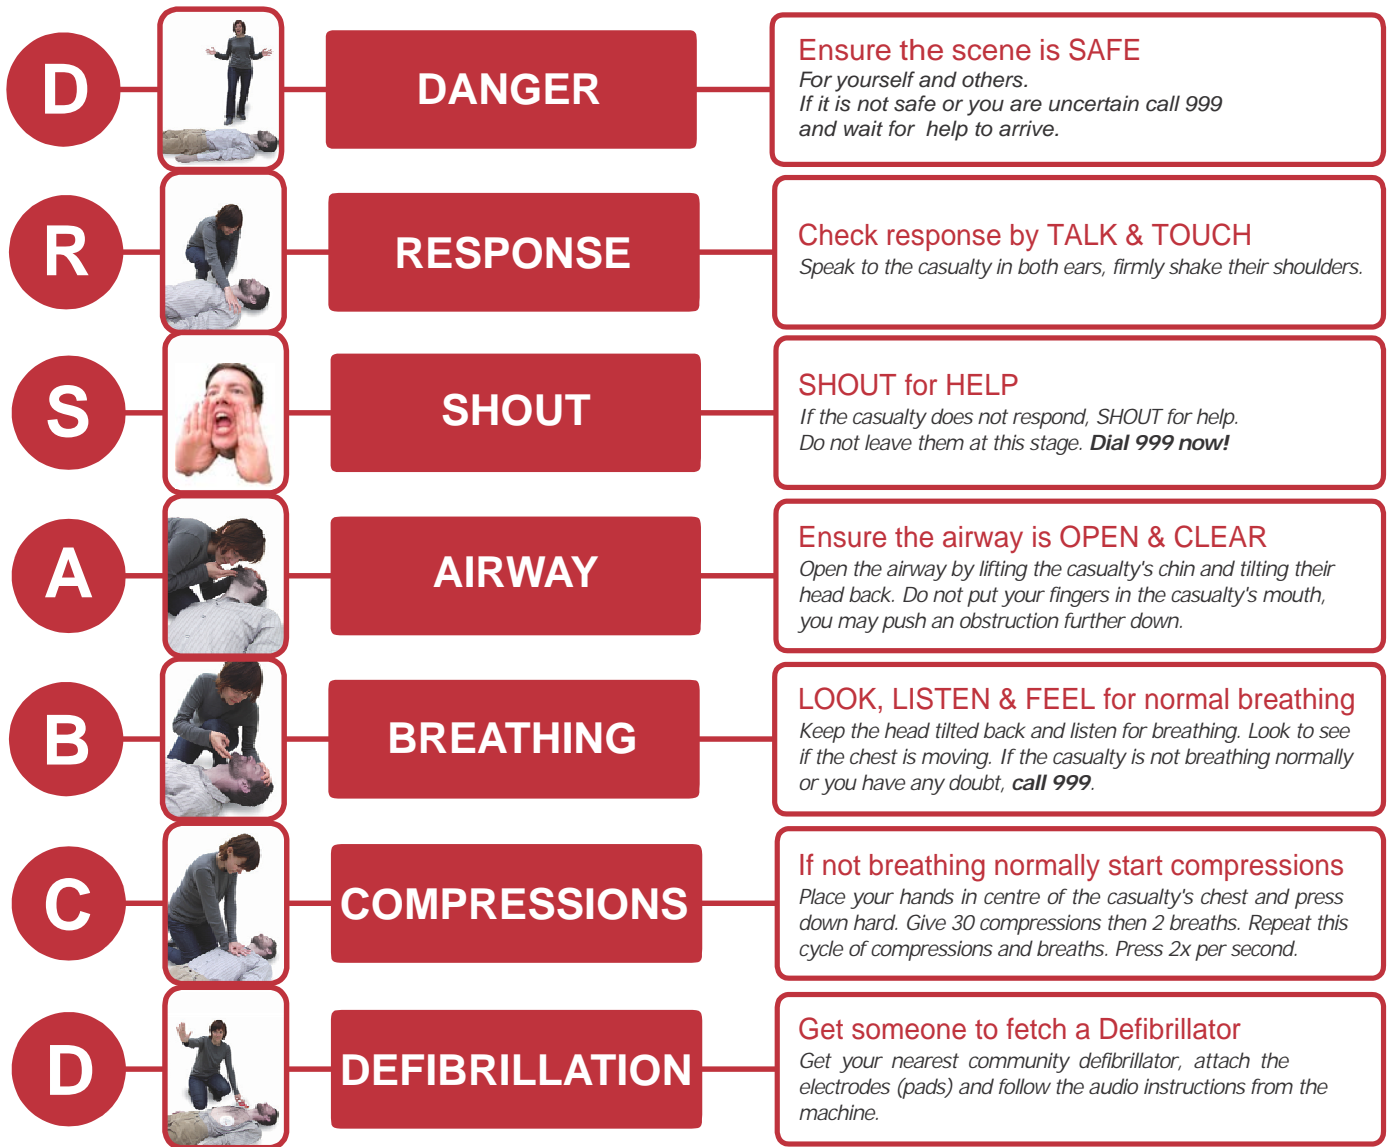 D
DANGER
Ensure the scene is SAFE
For yourself and others.
If it is not safe or you are uncertain call 999
and wait for help to arrive.
R
RESPONSE
Check response by TALK & TOUCH
Speak to the casualty in both ears, firmly shake their shoulders.
S
SHOUT
SHOUT for HELP
If the casualty does not respond, SHOUT for help.
Do not leave them at this stage. Dial 999 now!
A
AIRWAY
Ensure the airway is OPEN & CLEAR
Open the airway by lifting the casualty's chin and tilting their
head back. Do not put your fingers in the casualty's mouth,
you may push an obstruction further down.
B
BREATHING
LOOK, LISTEN & FEEL for normal breathing
Keep the head tilted back and listen for breathing. Look to see
if the chest is moving. If the casualty is not breathing normally
or you have any doubt, call 999.
C
COMPRESSIONS
If not breathing normally start compressions
Place your hands in centre of the casualty's chest and press
down hard. Give 30 compressions then 2 breaths. Repeat this
cycle of compressions and breaths. Press 2x per second.
D
DEFIBRILLATION
Get someone to fetch a Defibrillator
Get your nearest community defibrillator, attach the
electrodes (pads) and follow the audio instructions from the
machine.